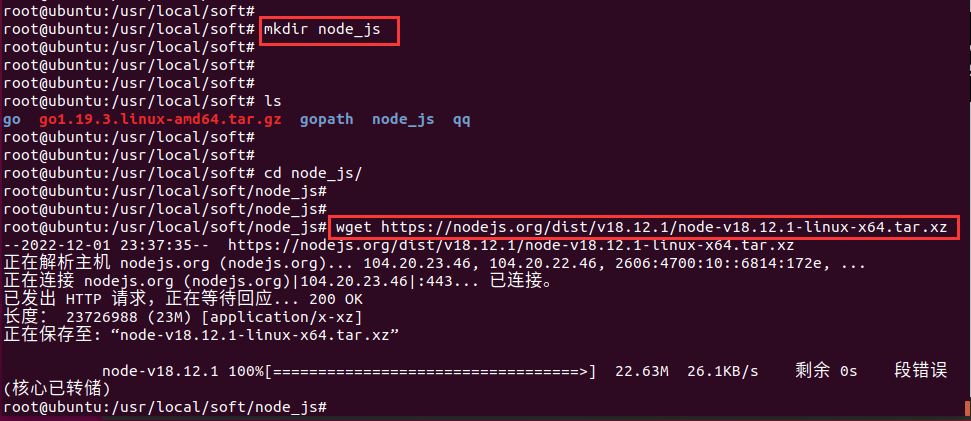 root@ubuntu:/usr/local/soft#
root@ubuntu:/usr/local/soft# mkdir node_js
root@ubuntu:/usr/local/soft#
root@ubuntu:/usr/local/soft#
root@ubuntu:/usr/local/soft#
root@ubuntu:/usr/local/soft# ls
go  go1.19.3.linux-amd64.tar.gz  gopath  node_js  qq
root@ubuntu:/usr/local/soft#
root@ubuntu:/usr/local/soft#
root@ubuntu:/usr/local/soft# cd node_js/
root@ubuntu:/usr/local/soft/node_js#
root@ubuntu:/usr/local/soft/node_js#
root@ubuntu:/usr/local/soft/node_js# wget https://nodejs.org/dist/v18.12.1/node-v18.12.1-linux-x64.tar.xz
--2022-12-01 23:37:35--  https://nodejs.org/dist/v18.12.1/node-v18.12.1-linux-x64.tar.xz
正在解析主机 nodejs.org (nodejs.org)... 104.20.23.46, 104.20.22.46, 2606:4700:10::6814:172e, ...
正在连接 nodejs.org (nodejs.org)|104.20.23.46|:443... 已连接。
已发出 HTTP 请求，正在等待回应... 200 OK
长度： 23726988 (23M) [application/x-xz]
正在保存至: “node-v18.12.1-linux-x64.tar.xz”
node-v18.12.1 100%[==================================>]  22.63M  26.1KB/s    剩余 0s    段错误
(核心已转储)
root@ubuntu:/usr/local/soft/node_js#